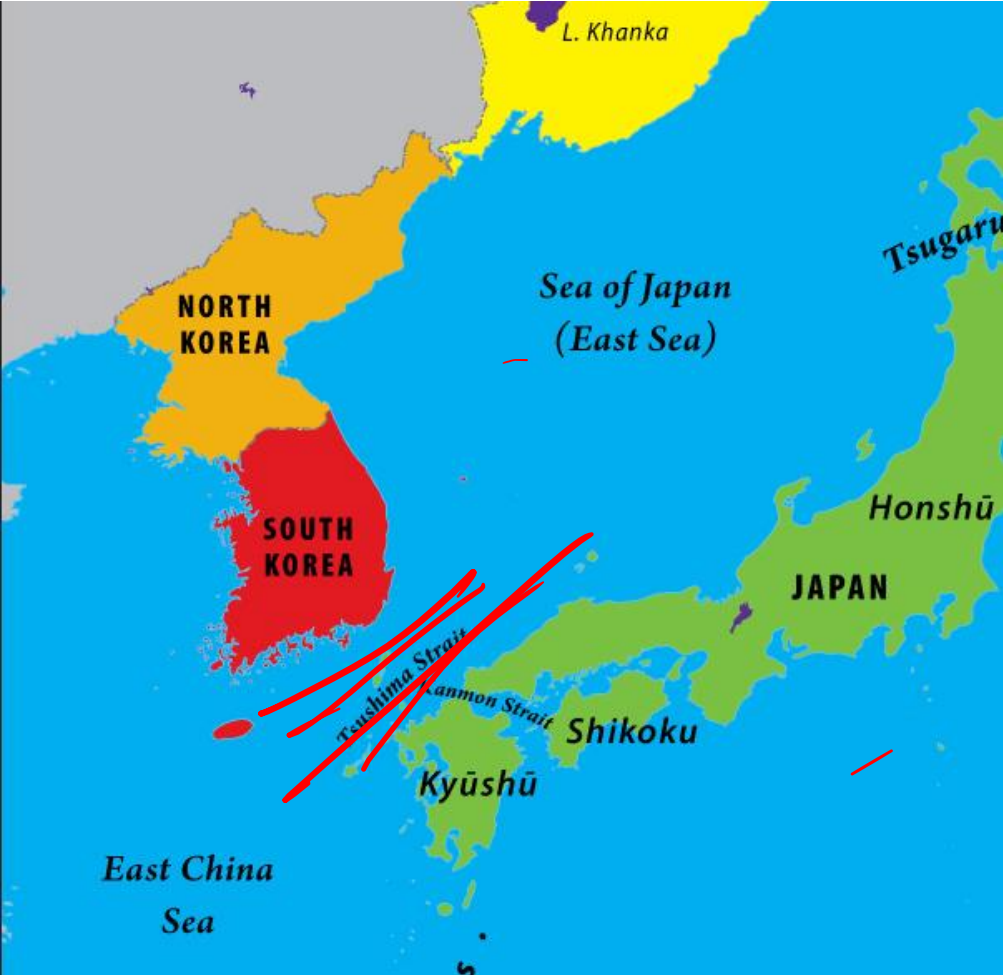 L. Khanka
Tsugaru
Sea of Japan
(East Sea)
NORTH
KOREA
Honshū
SOUTH
KOREA
JAPAN
Tsushima Strait
Kanmon Strait
Shikoku
Kyūshū
East China
Sea
s